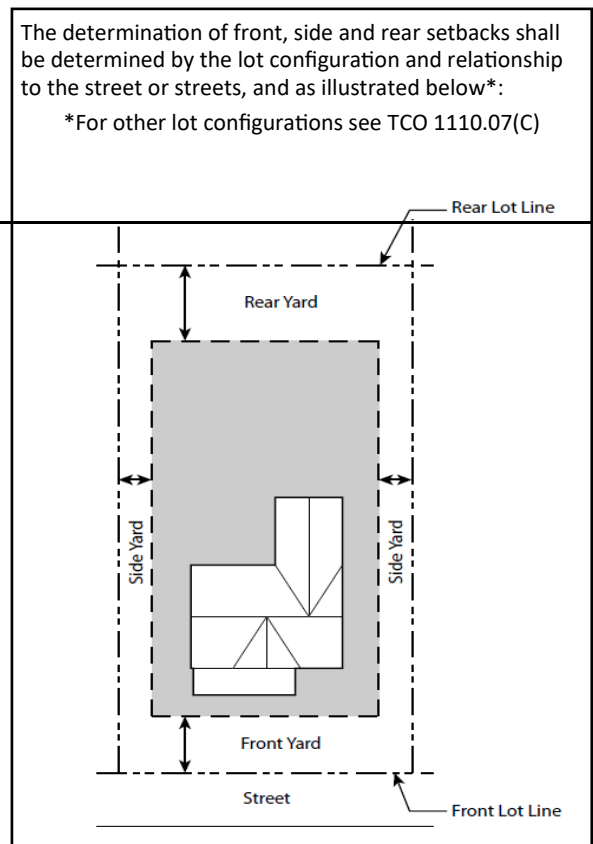 The determination of front, side and rear setbacks shall
be determined by the lot configuration and relationship
to the street or streets, and as illustrated below*:
*For other lot configurations see TCO 1110.07(C)
Rear Lot Line
Rear Yard
Side Yard
Side Yard
Front Yard
Street
Front Lot Line